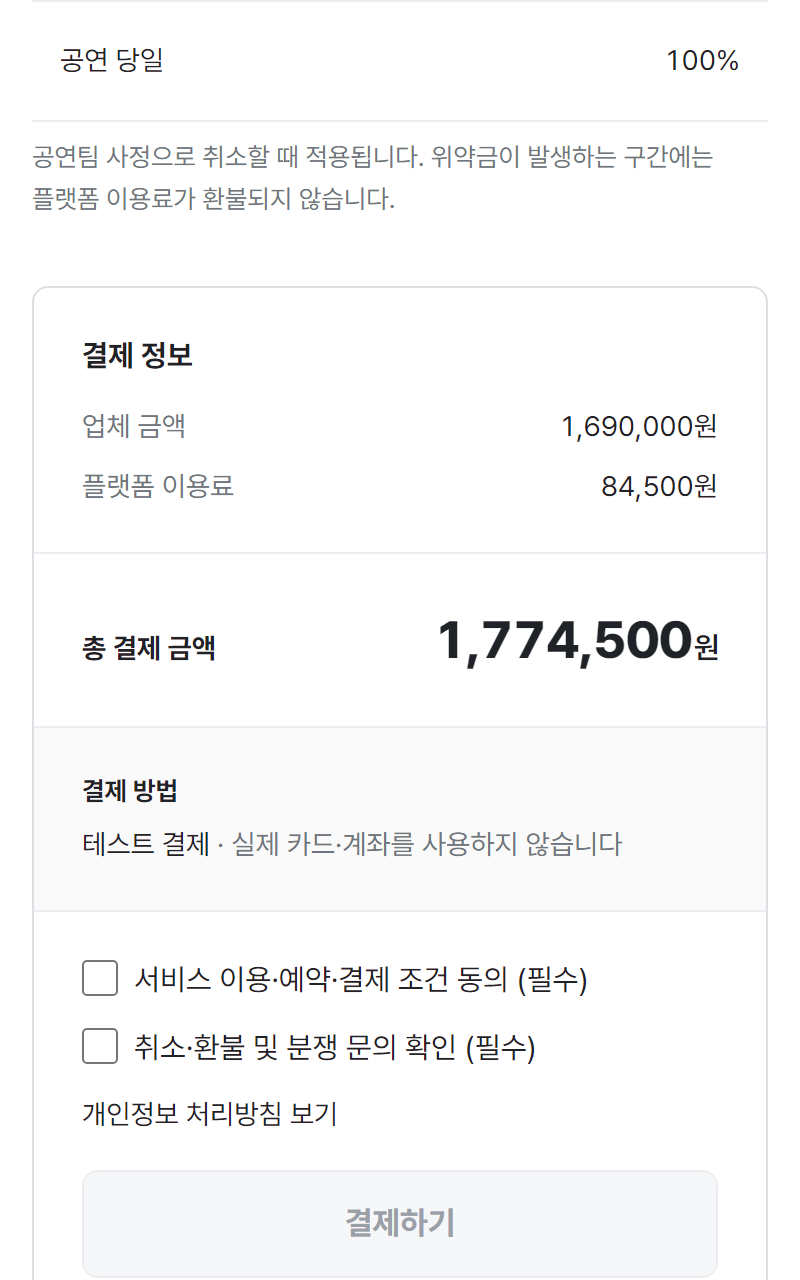 공연 당일 100%
공연팀 사정으로 취소할 때 적용됩니다. 위약금이 발생하는 구간에는
플랫폼 이용료가 환불되지 않습니다.
결제 정보
업체 금액 1,690,000원
플랫폼 이용료 84,500원
총 결제 금액 1,774,500원
결제 방법
테스트 결제 · 실제 카드·계좌를 사용하지 않습니다
서비스 이용·예약·결제 조건 동의 (필수)
취소·환불 및 분쟁 문의 확인 (필수)
개인정보 처리방침 보기
결제하기